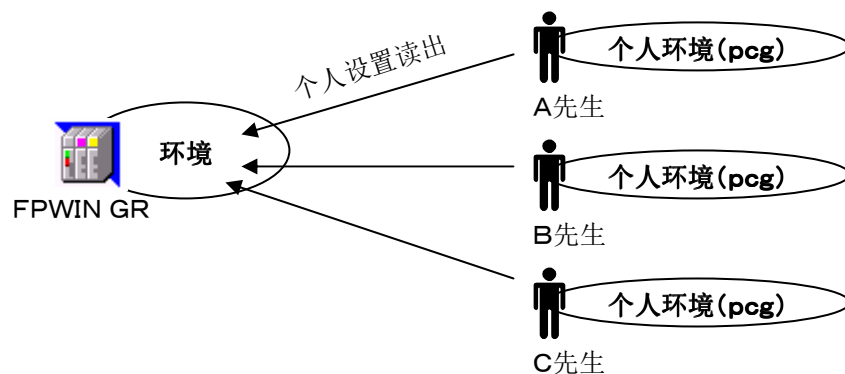 个人环境(pcg)
个人设置读出
A先生
环境
FPWIN GR
个人环境(pcg)
B先生
个人环境(pcg)
C先生